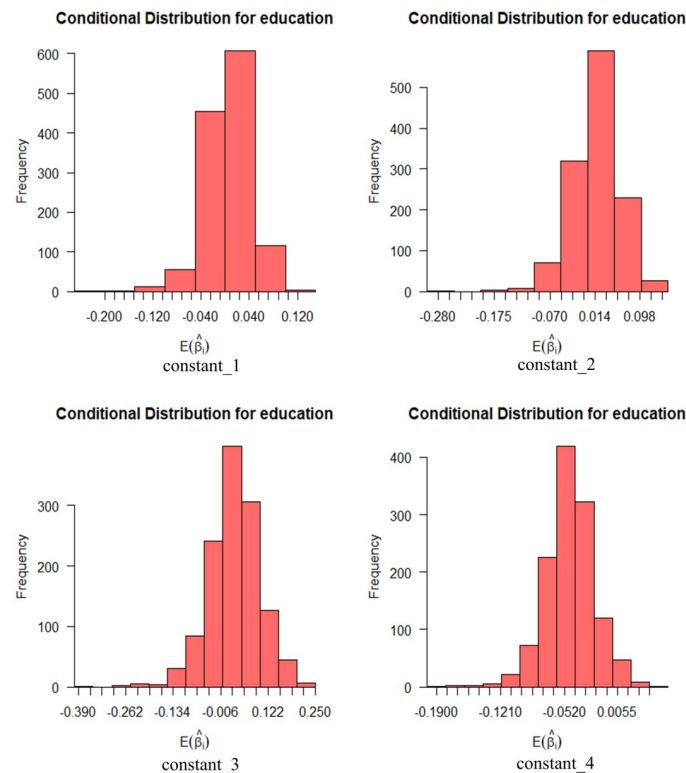 Conditional Distribution for education
600
500
400
300
200
100
0
Frequency
-0.200 -0.120 -0.040 0.040 0.120
E(β̂ᵢ)
constant_1
Conditional Distribution for education
500
400
300
200
100
0
Frequency
-0.280 -0.175 -0.070 0.014 0.098
E(β̂ᵢ)
constant_2
Conditional Distribution for education
300
200
100
0
Frequency
-0.390 -0.262 -0.134 -0.006 0.122 0.250
E(β̂ᵢ)
constant_3
Conditional Distribution for education
400
300
200
100
0
Frequency
-0.1900 -0.1210 -0.0520 0.0055
E(β̂ᵢ)
constant_4